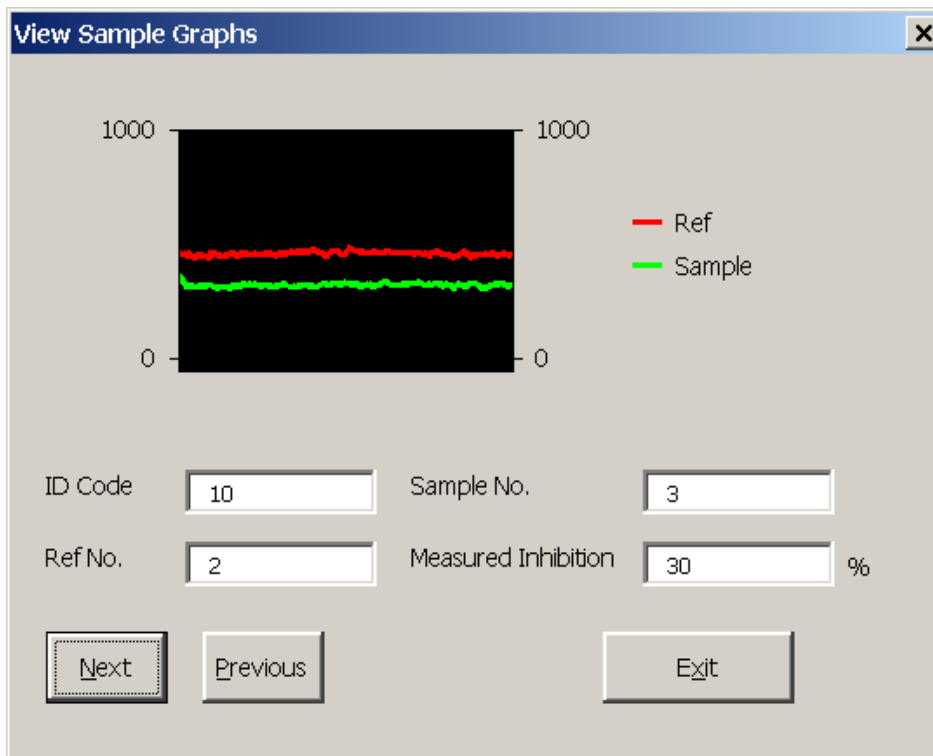 View Sample Graphs
1000
1000
Ref
Sample
0
0
ID Code
10
Sample No.
3
Ref No.
2
Measured Inhibition
30
%
Next
Previous
Exit